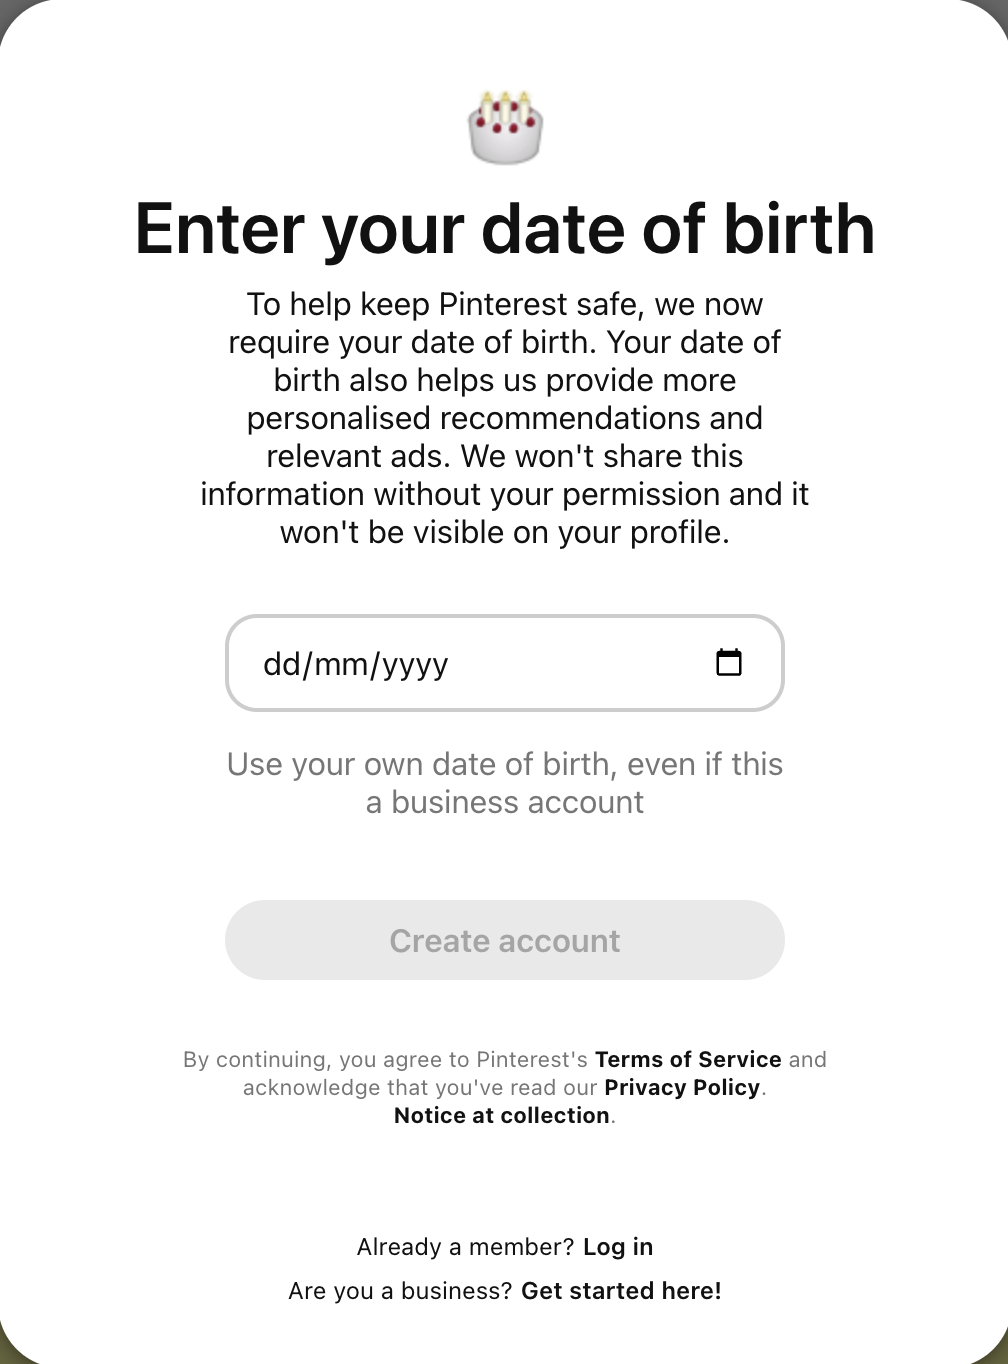 Enter your date of birth
To help keep Pinterest safe, we now
require your date of birth. Your date of
birth also helps us provide more
personalised recommendations and
relevant ads. We won't share this
information without your permission and it
won't be visible on your profile.
dd/mm/yyyy
Use your own date of birth, even if this
a business account
Create account
By continuing, you agree to Pinterest's Terms of Service and
acknowledge that you've read our Privacy Policy.
Notice at collection.
Already a member? Log in
Are you a business? Get started here!